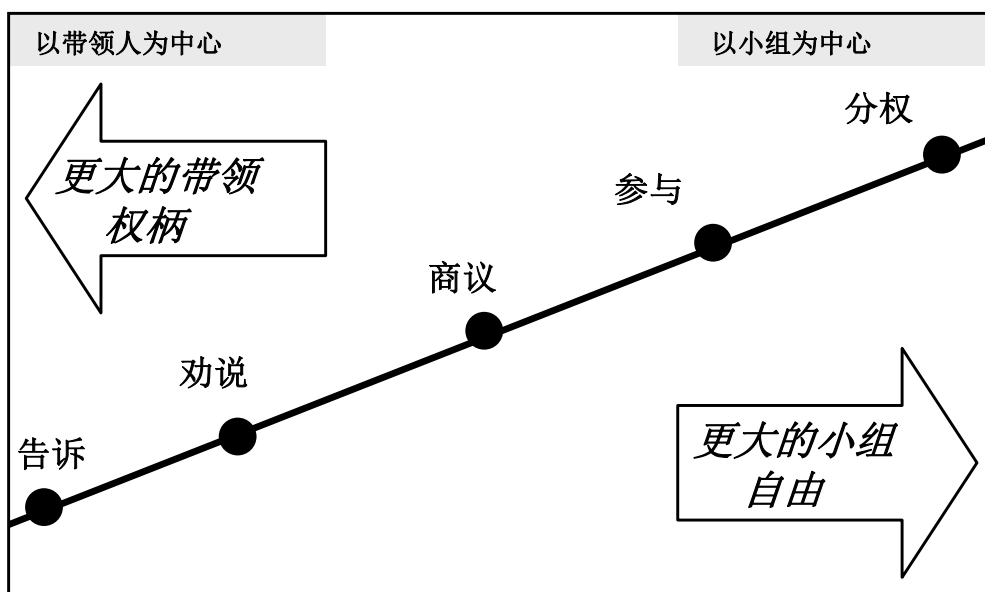 以带领人为中心
以小组为中心
分权
更大的带领
权柄
参与
商议
劝说
更大的小组
自由
告诉